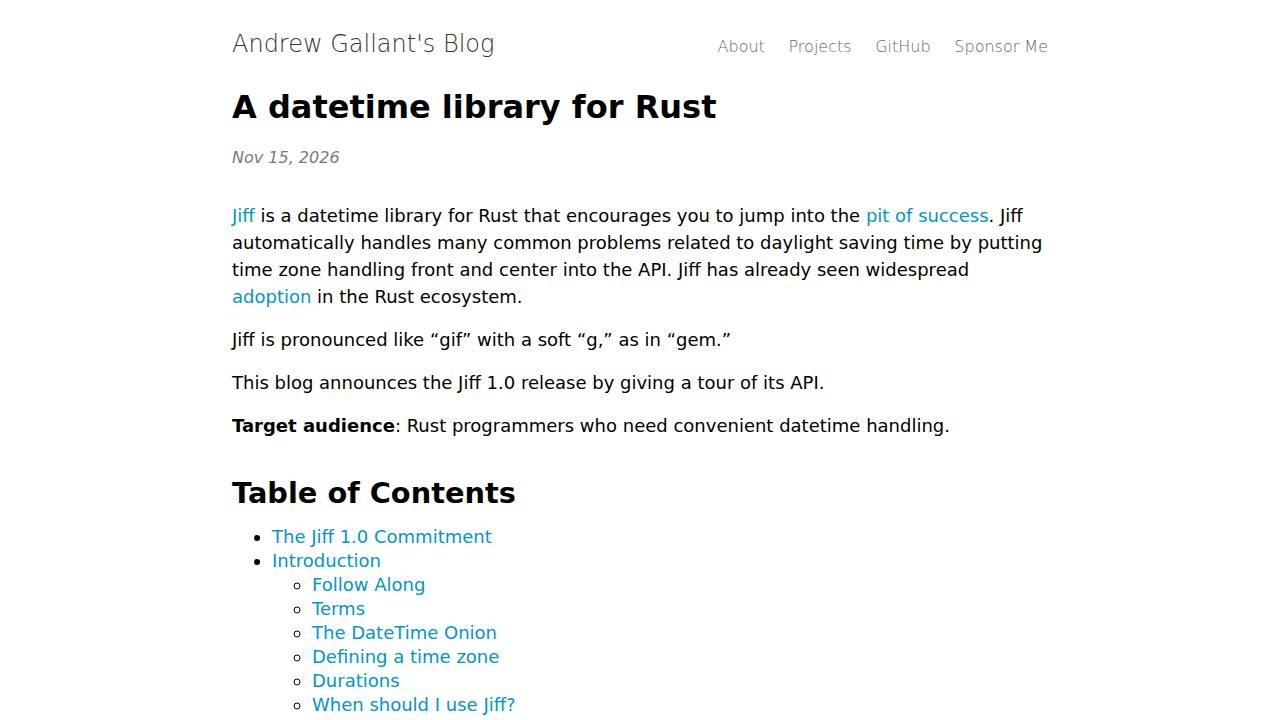 Andrew Gallant's Blog
About Projects GitHub Sponsor Me
A datetime library for Rust
Nov 15, 2026
Jiff is a datetime library for Rust that encourages you to jump into the pit of success. Jiff
automatically handles many common problems related to daylight saving time by putting
time zone handling front and center into the API. Jiff has already seen widespread
adoption in the Rust ecosystem.
Jiff is pronounced like “gif” with a soft “g,” as in “gem.”
This blog announces the Jiff 1.0 release by giving a tour of its API.
Target audience: Rust programmers who need convenient datetime handling.
Table of Contents
The Jiff 1.0 Commitment
Introduction
Follow Along
Terms
The DateTime Onion
Defining a time zone
Durations
When should I use Jiff?